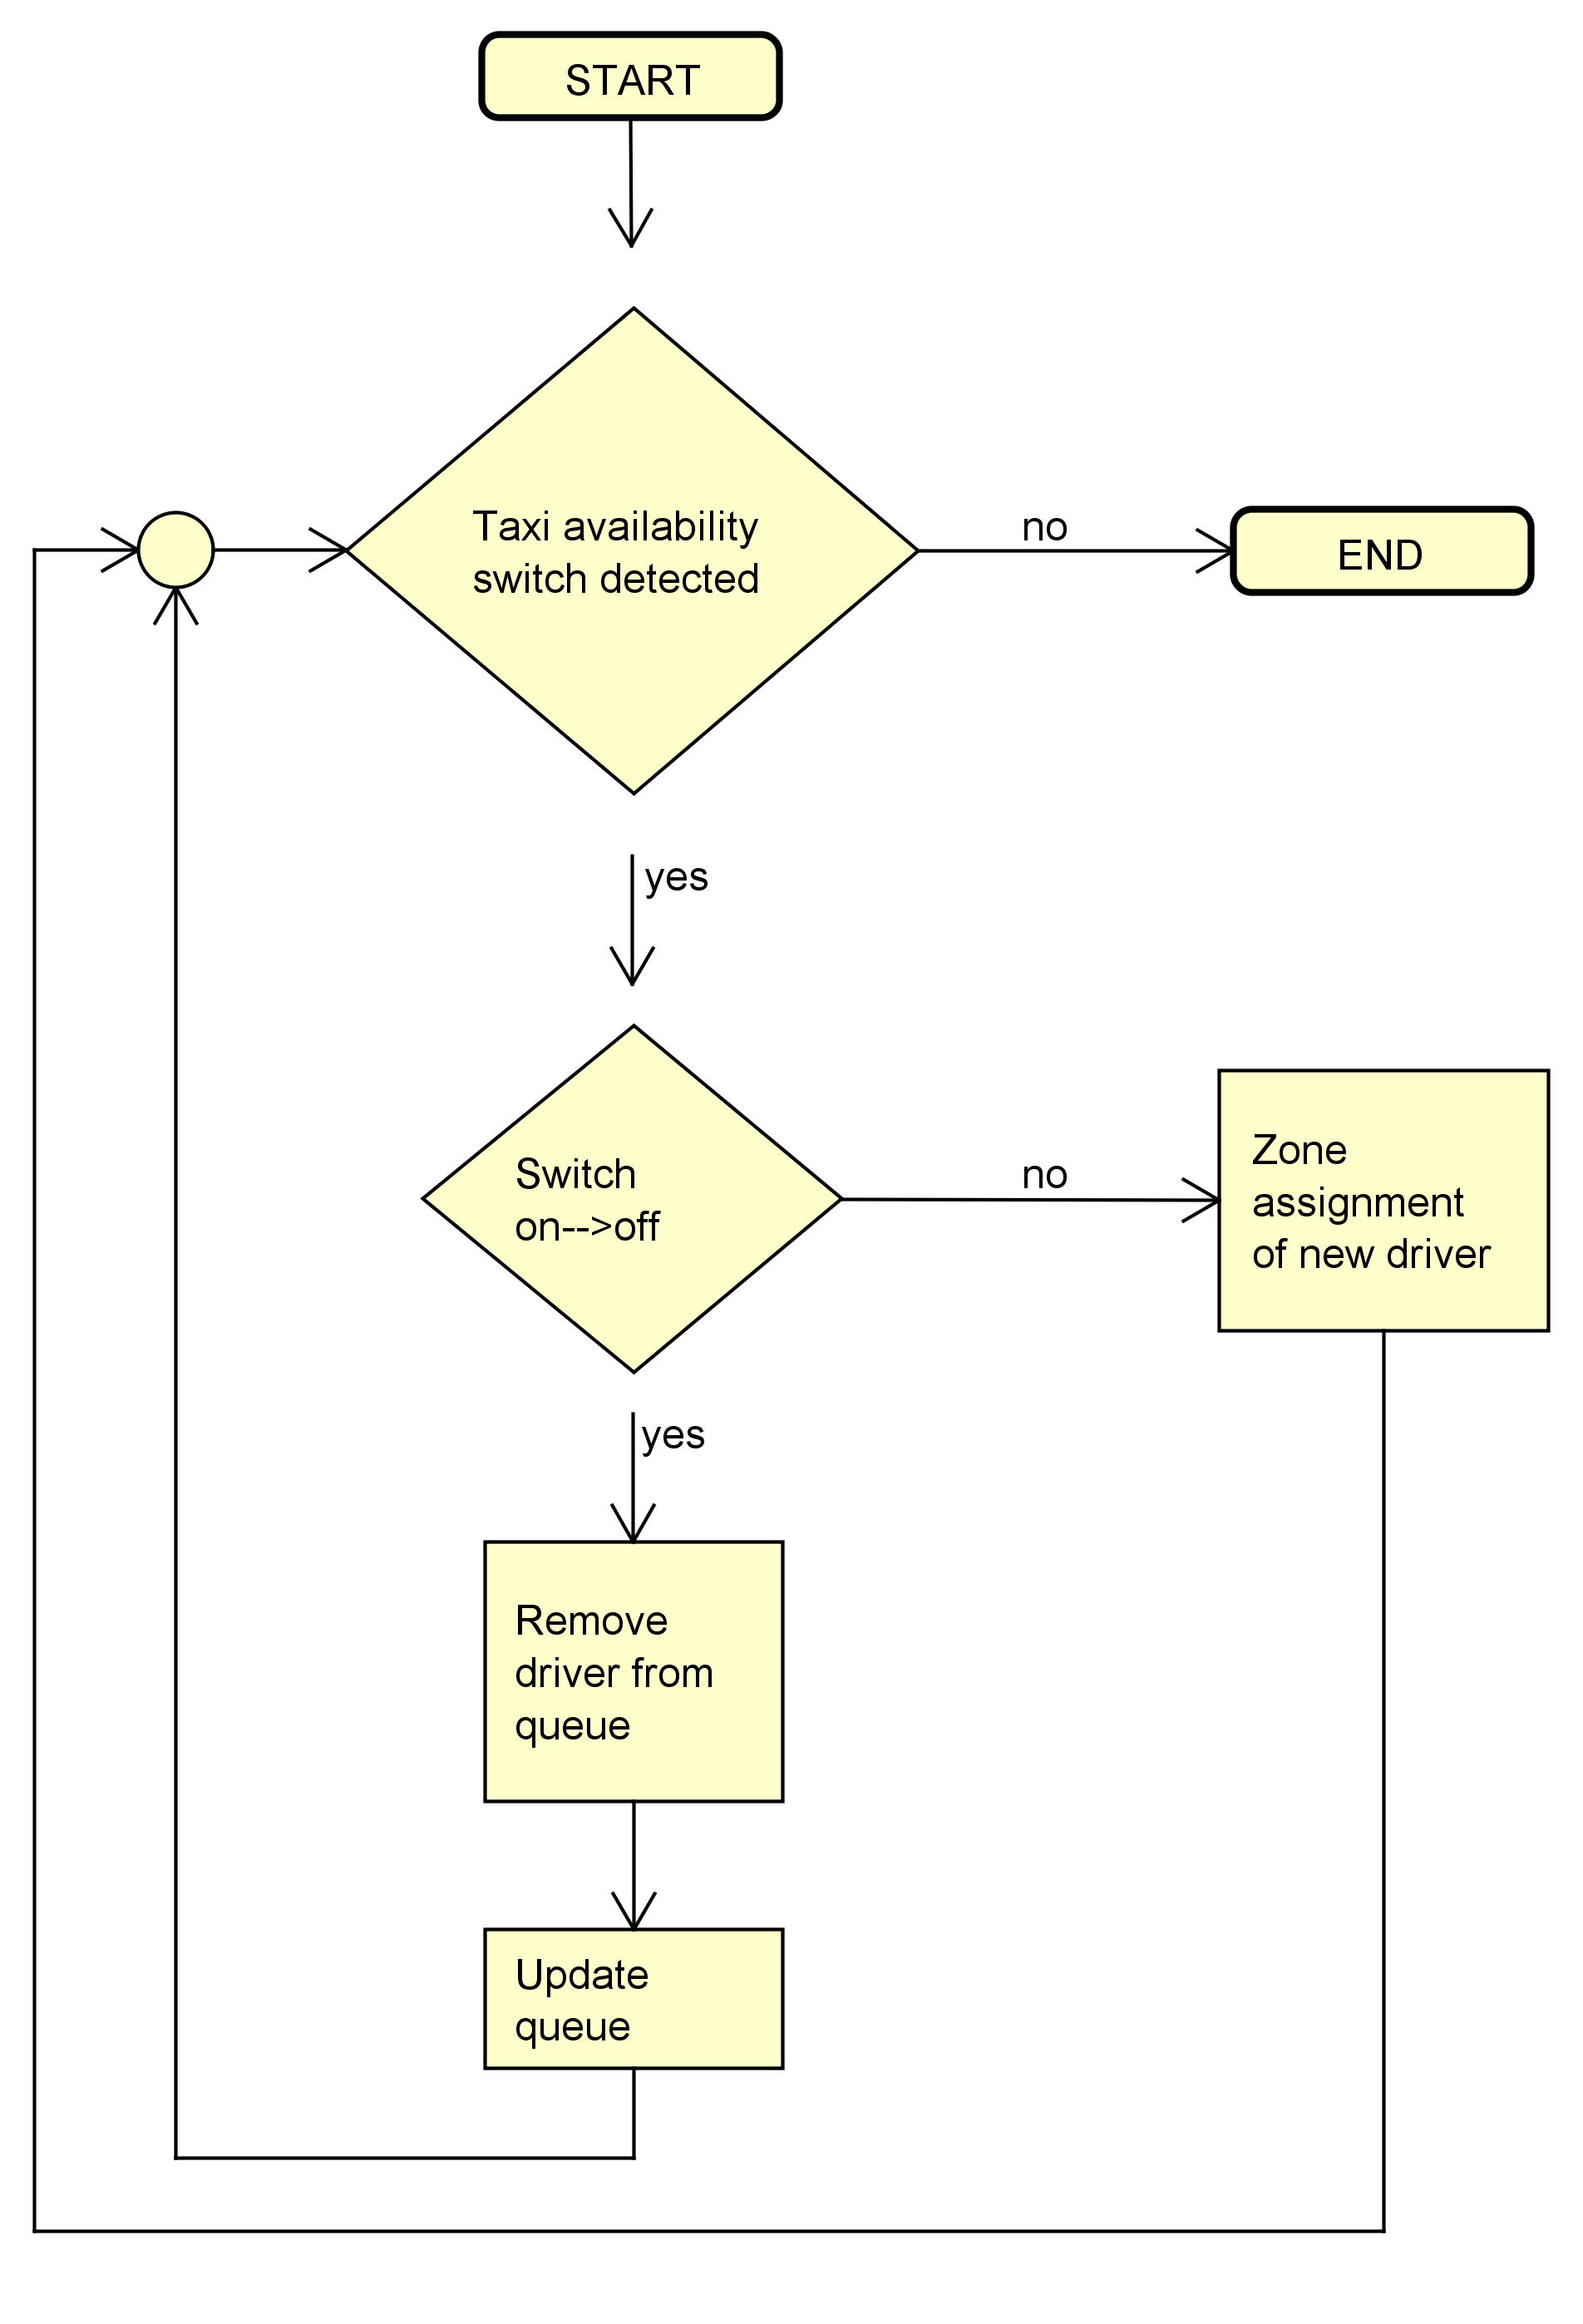 START
Taxi availability
switch detected
no
END
yes
Switch
on-->off
no
Zone
assignment
of new driver
yes
Remove
driver from
queue
Update
queue